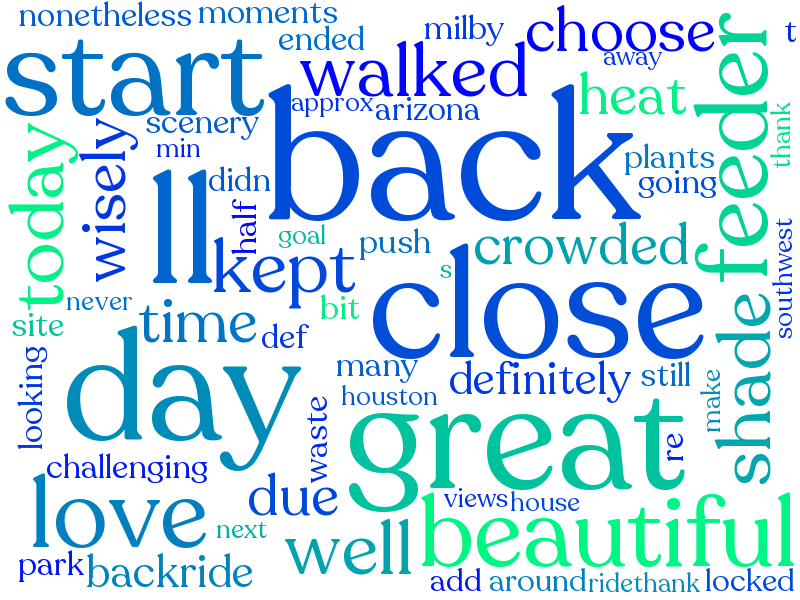 nonetheless
moments
ended
milby
choose
t
start
walked
away
feeder
approx
arizona
heat
thank
back
scenery
min
wisely
today
ll
didn
plants
going
half
goal
kept
push
crowded
s
close
southwest
never
bit
site
time
def
shade
day
many
definitely
still
houston
make
looking
waste
great
re
challenging
love
due
views
house
beautiful
next
well
park
backride
add
around
ridethank
locked